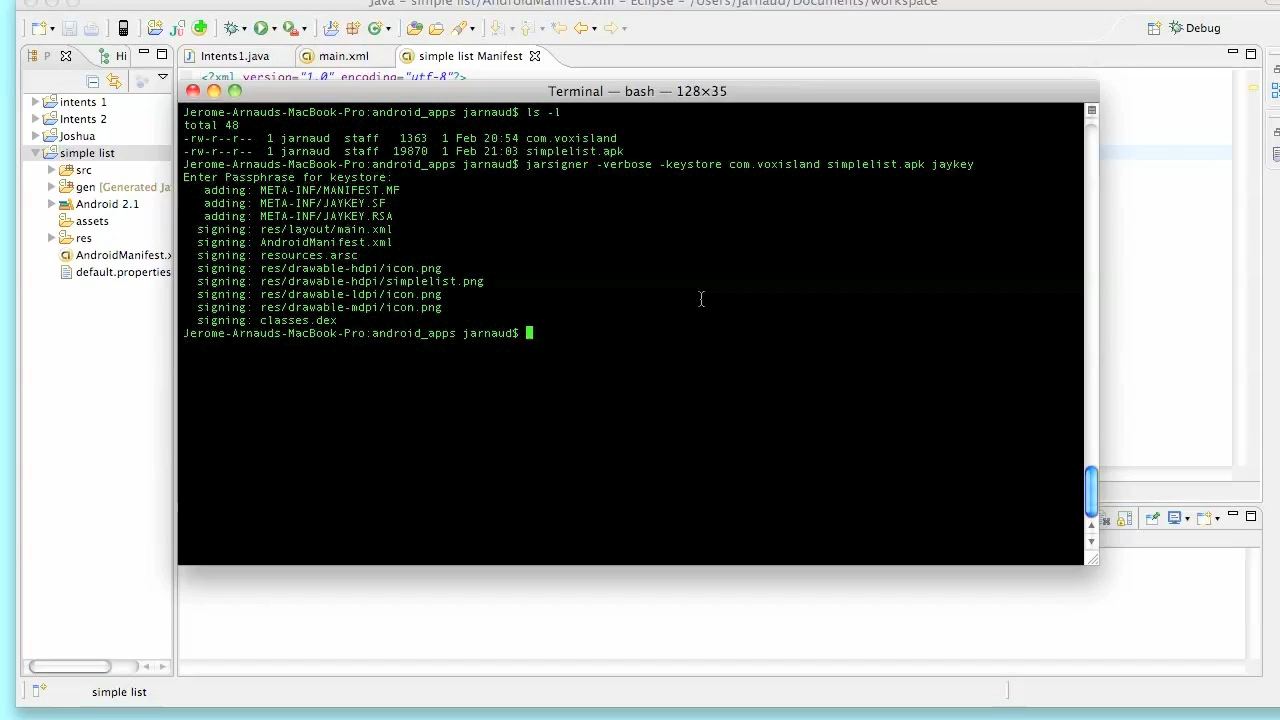 Java – simple list/AndroidManifest.xml – Eclipse – /Users/jarnaud/Documents/workspace
Debug
P
Hi
Intents1.java
main.xml
simple list Manifest
<?xml version="1.0" encoding="utf-8"?>
Intents 1
Intents 2
Joshua
simple list
src
gen [Generated Ja
Android 2.1
assets
res
AndroidManifest.x
default.properties
Terminal — bash — 128×35
Jerome-Arnauds-MacBook-Pro:android_apps jarnaud$ ls -l
total 48
-rw-r--r-- 1 jarnaud staff 1363 1 Feb 20:54 com.voxisland
-rw-r--r-- 1 jarnaud staff 19870 1 Feb 21:03 simplelist.apk
Jerome-Arnauds-MacBook-Pro:android_apps jarnaud$ jarsigner -verbose -keystore com.voxisland simplelist.apk jaykey
Enter Passphrase for keystore:
adding: META-INF/MANIFEST.MF
adding: META-INF/JAYKEY.SF
adding: META-INF/JAYKEY.RSA
signing: res/layout/main.xml
signing: AndroidManifest.xml
signing: resources.arsc
signing: res/drawable-hdpi/icon.png
signing: res/drawable-hdpi/simplelist.png
signing: res/drawable-ldpi/icon.png
signing: res/drawable-mdpi/icon.png
signing: classes.dex
Jerome-Arnauds-MacBook-Pro:android_apps jarnaud$
simple list